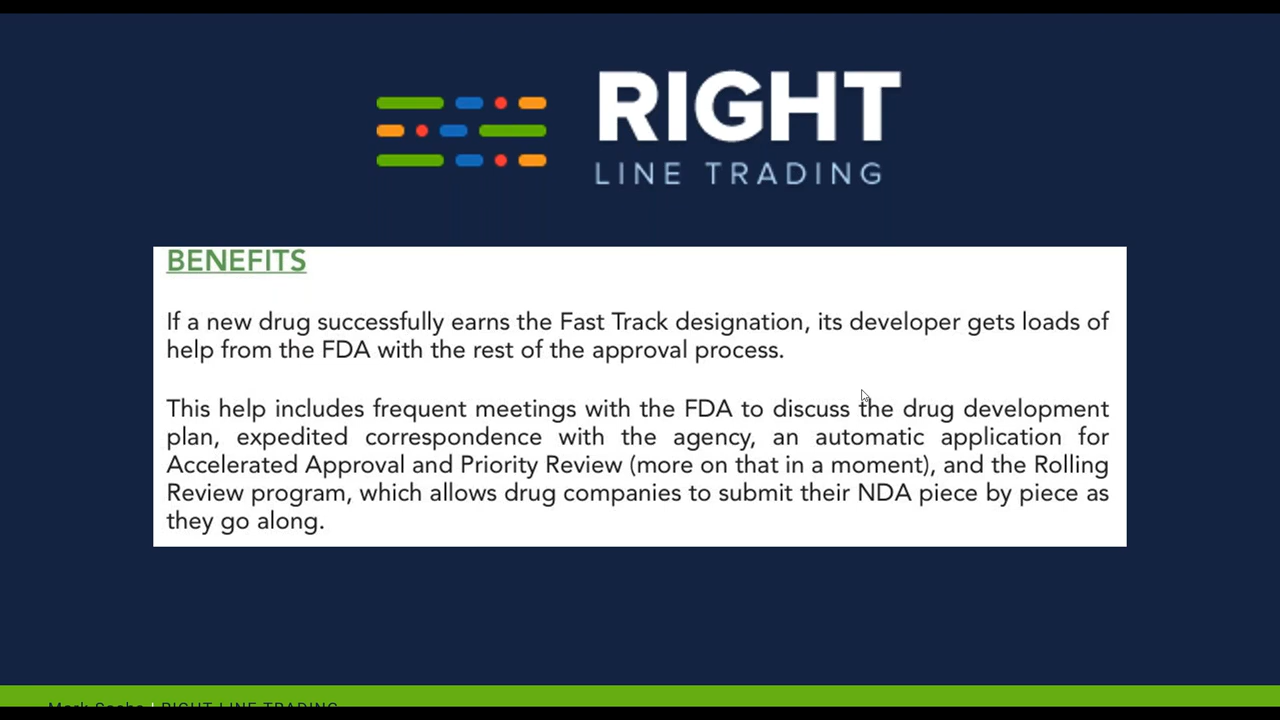 RIGHT
LINE TRADING
BENEFITS
If a new drug successfully earns the Fast Track designation, its developer gets loads of
help from the FDA with the rest of the approval process.
This help includes frequent meetings with the FDA to discuss the drug development
plan, expedited correspondence with the agency, an automatic application for
Accelerated Approval and Priority Review (more on that in a moment), and the Rolling
Review program, which allows drug companies to submit their NDA piece by piece as
they go along.
| RIGHT LINE TRADING